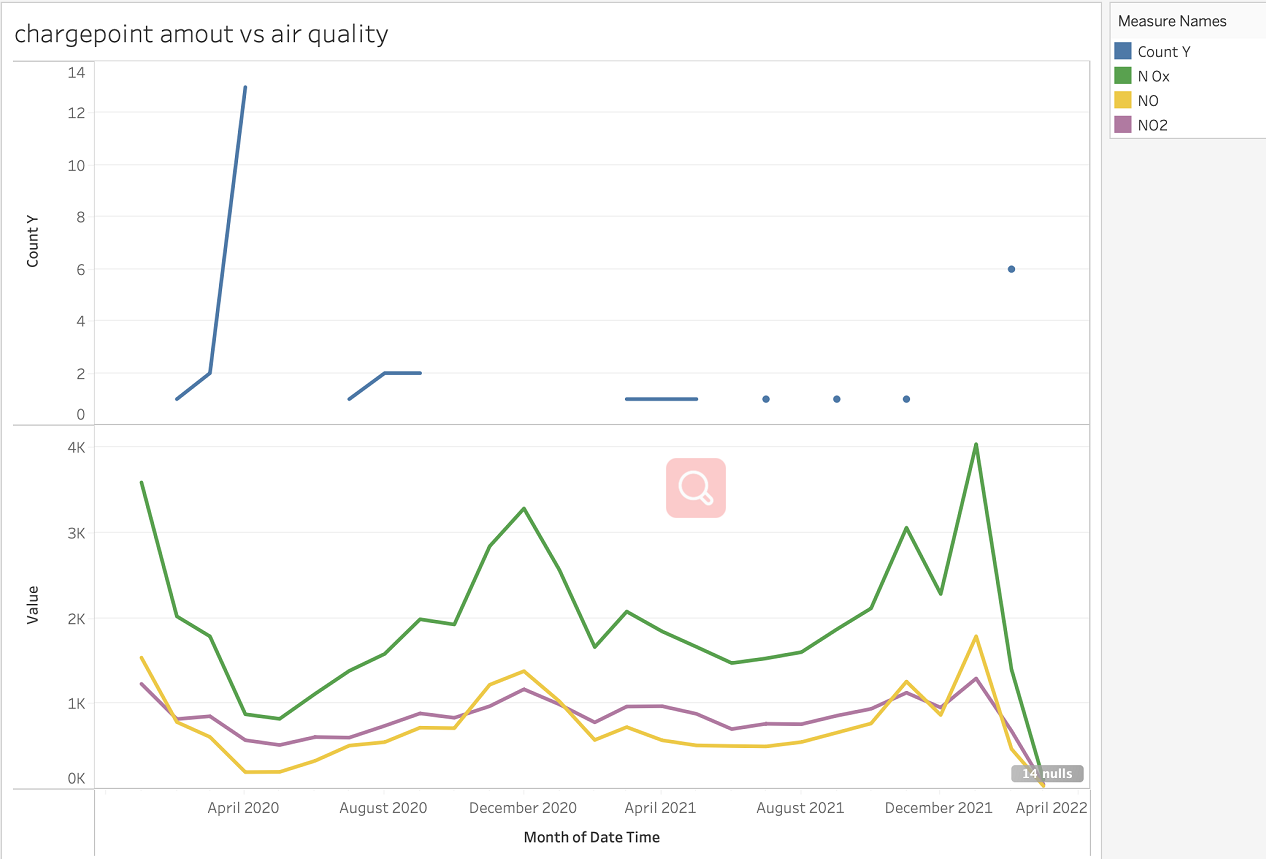 chargepoint amout vs air quality
Measure Names
Count Y
N Ox
NO
NO2
14
12
10
8
6
4
2
0
Count Y
4K
3K
2K
1K
0K
Value
14 nulls
April 2020
August 2020
December 2020
April 2021
August 2021
December 2021
April 2022
Month of Date Time